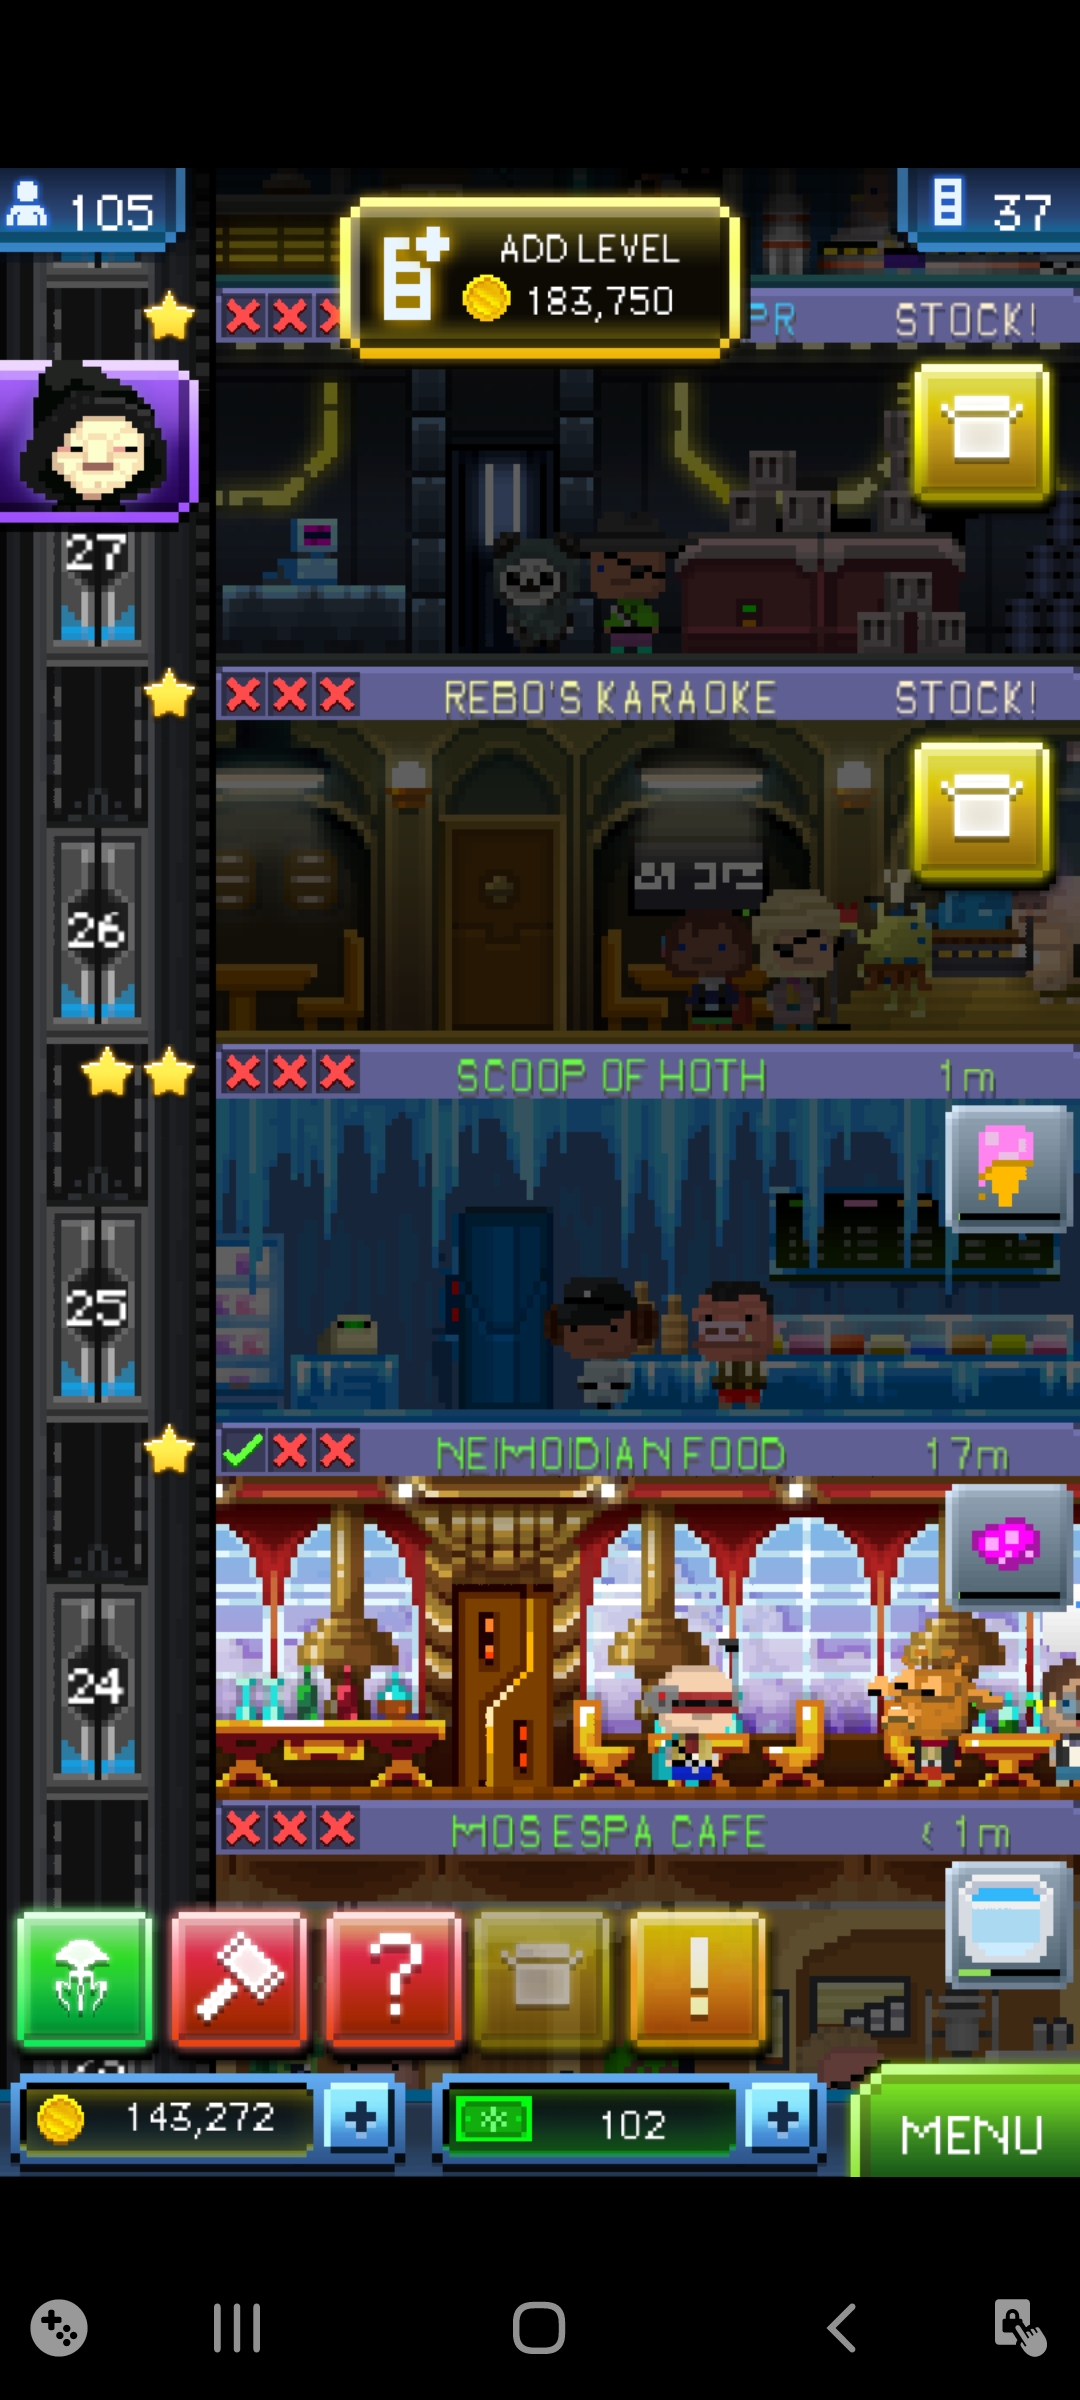 105
ADD LEVEL
183,750
37
PR
STOCK!
27
REBO'S KARAOKE
STOCK!
26
SCOOP OF HOTH
1m
25
NEIMOIDIAN FOOD
17m
24
MOS ESPA CAFE
< 1m
?
!
143,272
+
102
+
MENU